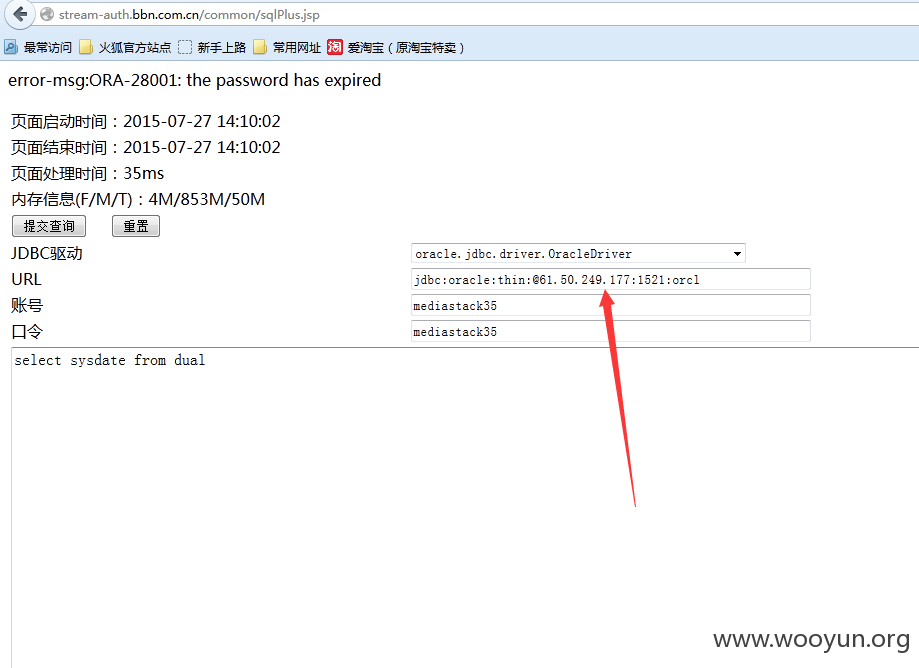 stream-auth.bbn.com.cn/common/sqlPlus.jsp
最常访问 火狐官方站点 新手上路 常用网址 淘 爱淘宝（原淘宝特卖）
error-msg:ORA-28001: the password has expired
页面启动时间：2015-07-27 14:10:02
页面结束时间：2015-07-27 14:10:02
页面处理时间：35ms
内存信息(F/M/T)：4M/853M/50M
提交查询 重置
JDBC驱动 oracle.jdbc.driver.OracleDriver
URL jdbc:oracle:thin:@61.50.249.177:1521:orcl
账号 mediastack35
口令 mediastack35
select sysdate from dual
www.wooyun.org